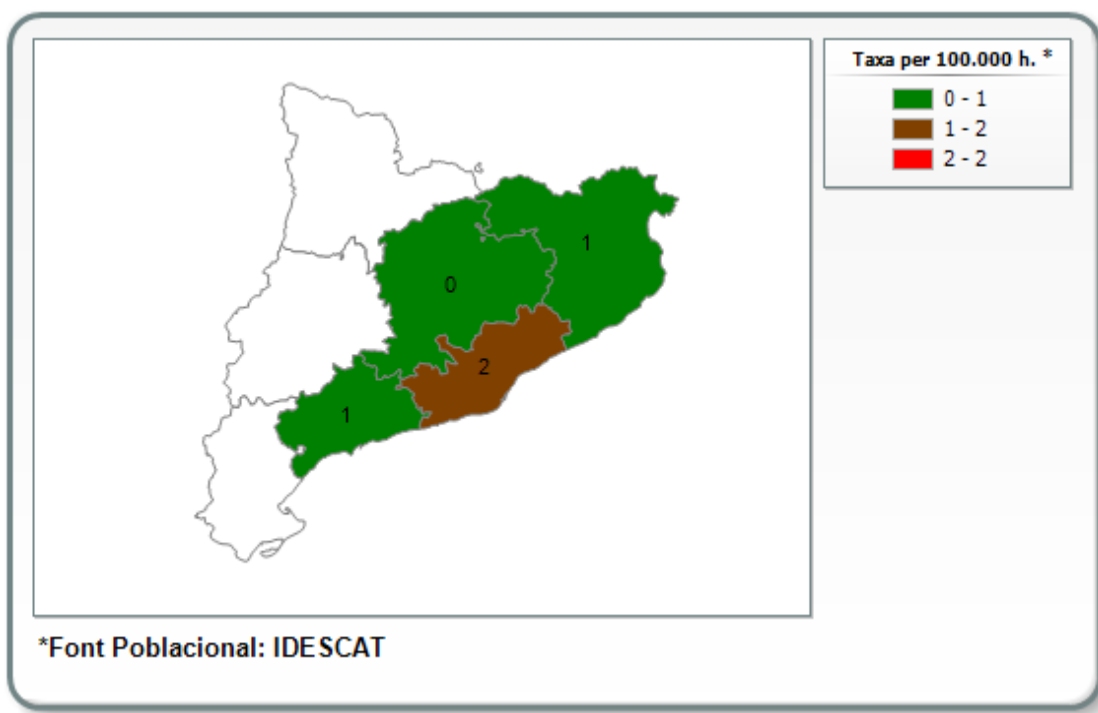 Taxa per 100.000 h. *
0 - 1
1 - 2
2 - 2
1
0
2
1
*Font Poblacional: IDESCAT